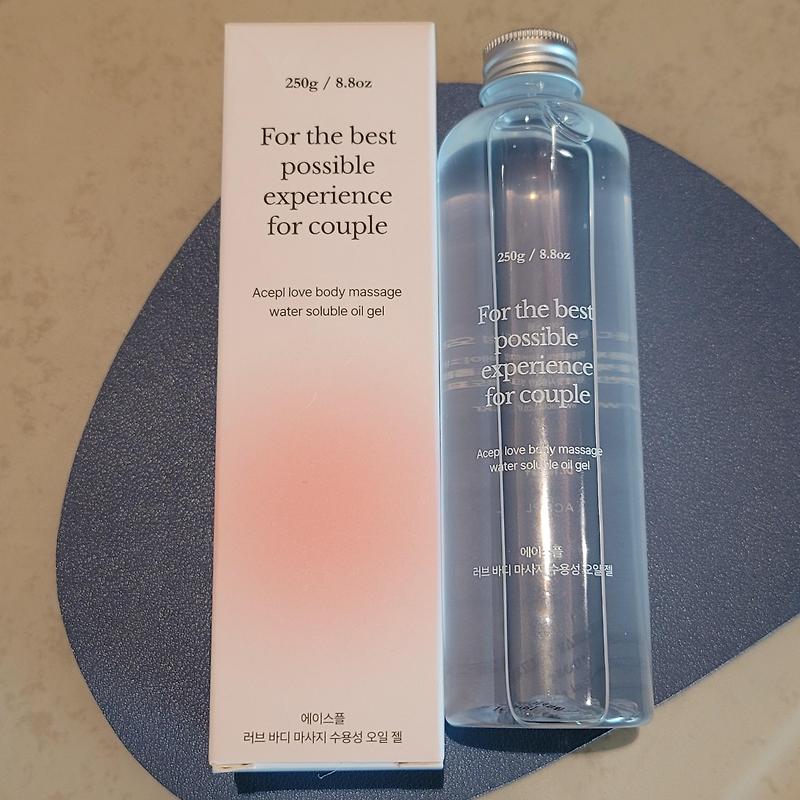 250g / 8.8oz
For the best
possible
experience
for couple
Acepl love body massage
water soluble oil gel
에이스플
러브 바디 마사지 수용성 오일 젤
250g / 8.8oz
For the best
possible
experience
for couple
Acepl love body massage
water soluble oil gel
에이스플
러브 바디 마사지 수용성 오일 젤